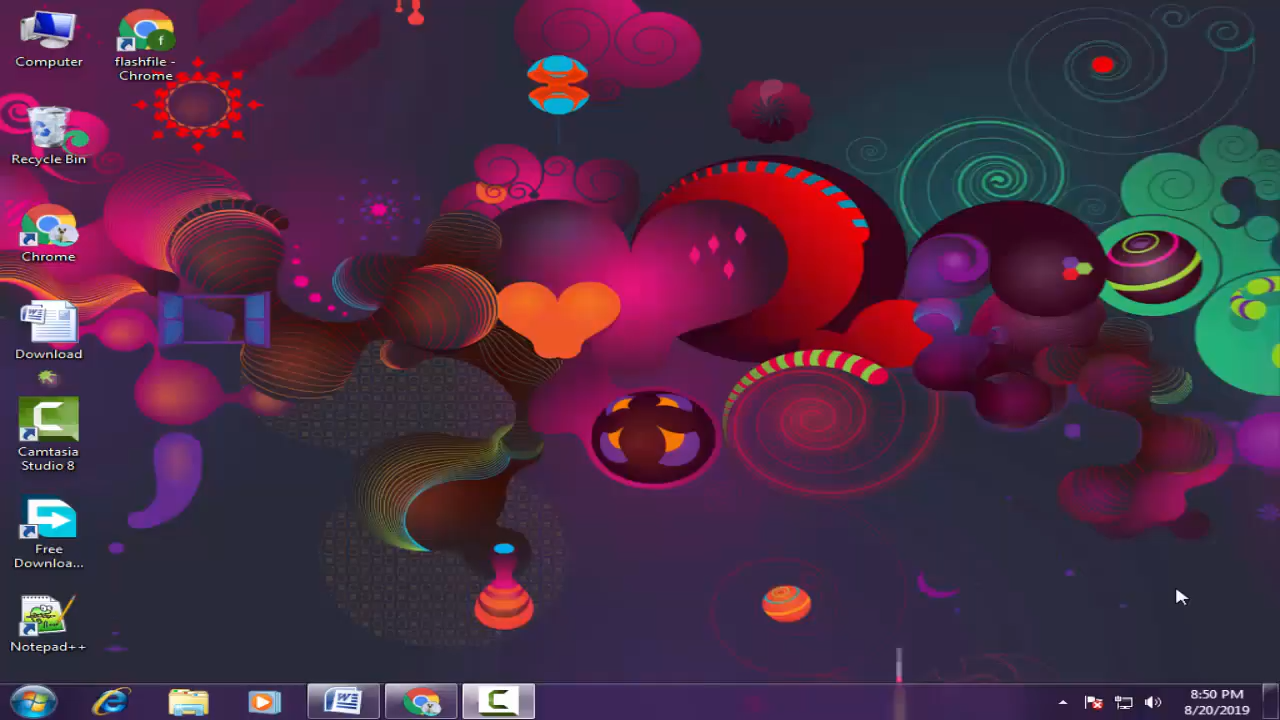 Computer
flashfile -
Chrome
f
Recycle Bin
Chrome
Download
Camtasia
Studio 8
Free
Downloa...
Notepad++
8:50 PM
8/20/2019